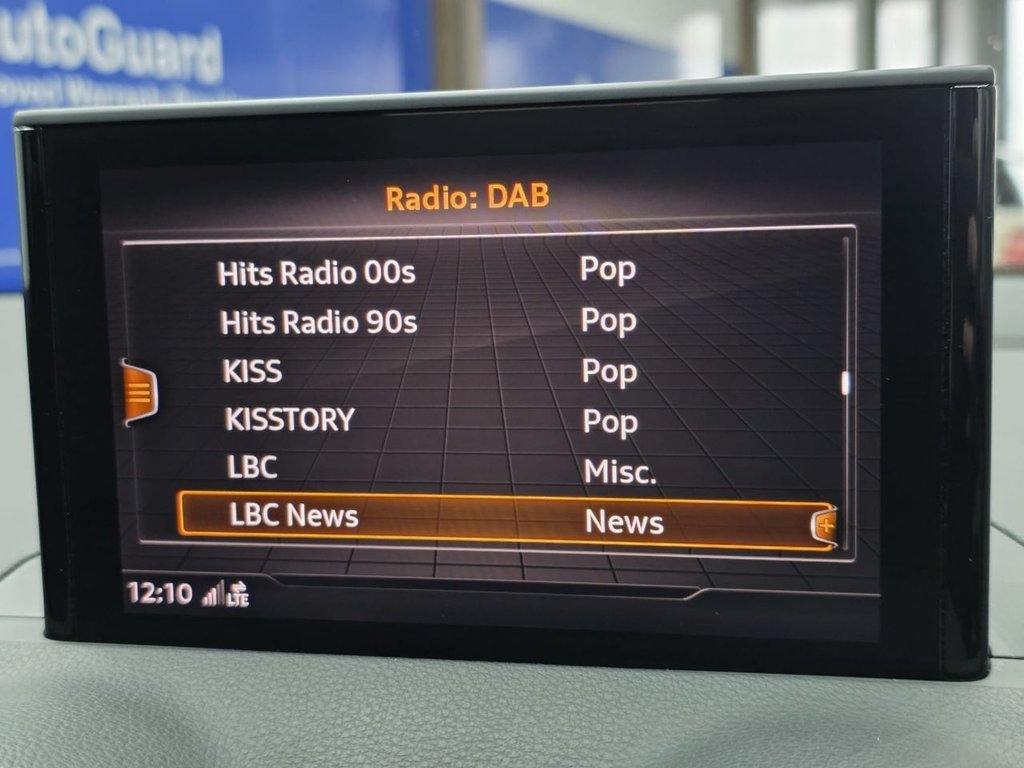 utoGuard
Radio: DAB
Hits Radio 00s Pop
Hits Radio 90s Pop
KISS Pop
KISSTORY Pop
LBC Misc.
LBC News News
12:10 LTE